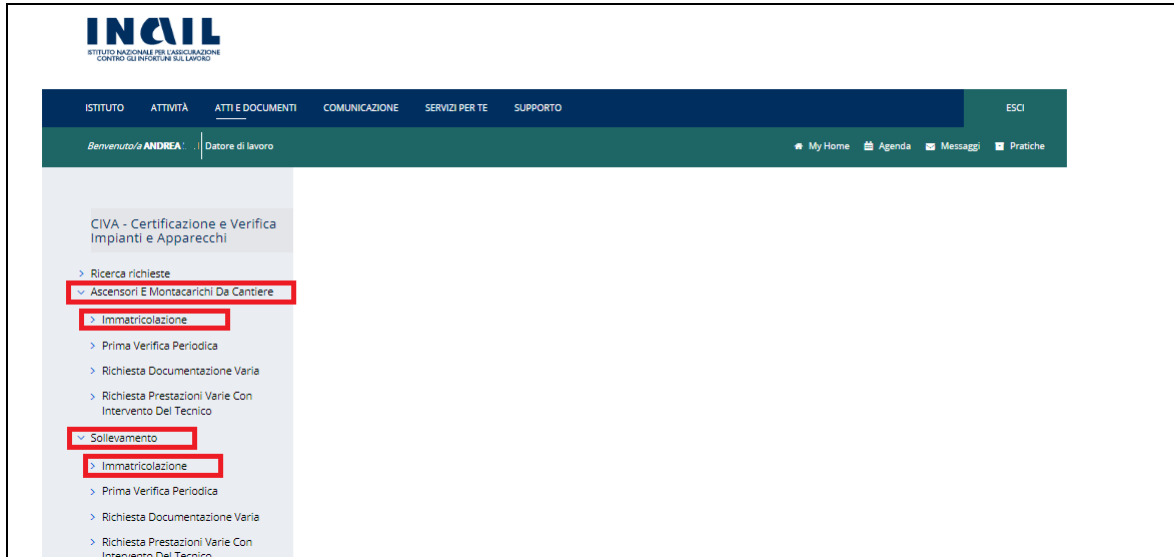 INAIL
ISTITUTO NAZIONALE PER L'ASSICURAZIONE
CONTRO GLI INFORTUNI SUL LAVORO
ISTITUTO ATTIVITÀ ATTI E DOCUMENTI COMUNICAZIONE SERVIZI PER TE SUPPORTO ESCI
Benvenuto/a ANDREA Datore di lavoro My Home Agenda Messaggi Pratiche
CIVA - Certificazione e Verifica
Impianti e Apparecchi
Ricerca richieste
Ascensori E Montacarichi Da Cantiere
Immatricolazione
Prima Verifica Periodica
Richiesta Documentazione Varia
Richiesta Prestazioni Varie Con
Intervento Del Tecnico
Sollevamento
Immatricolazione
Prima Verifica Periodica
Richiesta Documentazione Varia
Richiesta Prestazioni Varie Con
Intervento Del Tecnico